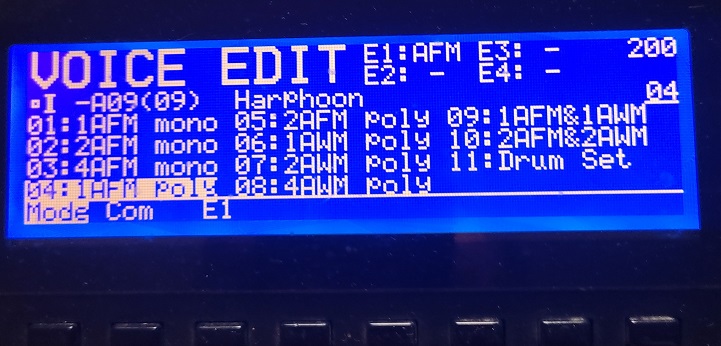 VOICE EDIT E1:AFM E3: - 200
E2: - E4: -
▪I -A09(09) Harphoon 04
01:1AFM mono 05:2AFM poly 09:1AFM&1AWM
02:2AFM mono 06:1AWM poly 10:2AFM&2AWM
03:4AFM mono 07:2AWM poly 11:Drum Set
04:1AFM poly 08:4AWM poly
Mode Com E1